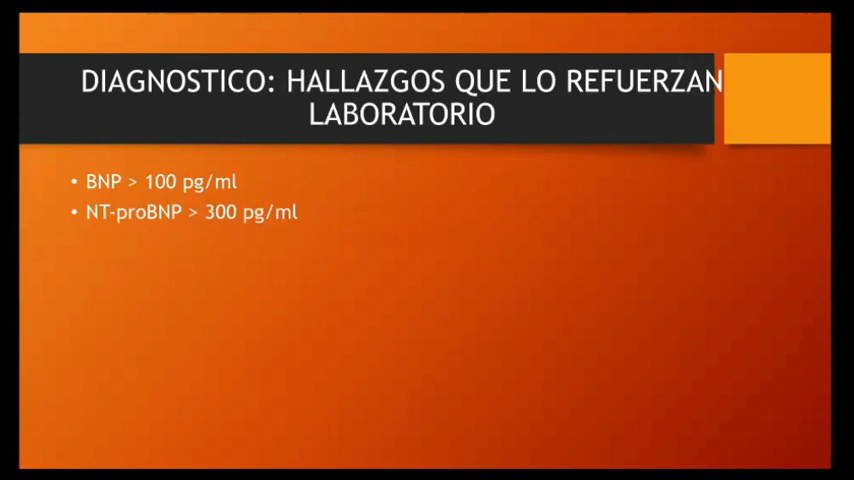 DIAGNOSTICO: HALLAZGOS QUE LO REFUERZAN
LABORATORIO
• BNP > 100 pg/ml
• NT-proBNP > 300 pg/ml